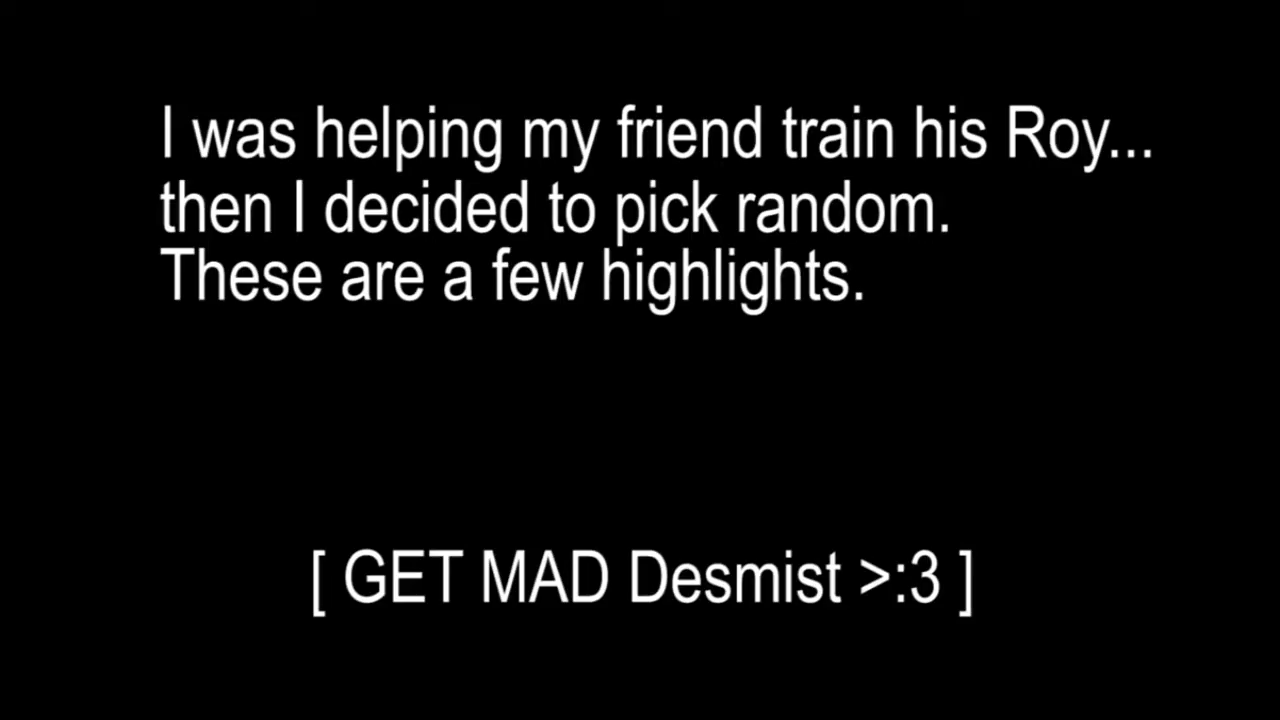 I was helping my friend train his Roy...
then I decided to pick random.
These are a few highlights.
[ GET MAD Desmist >:3 ]